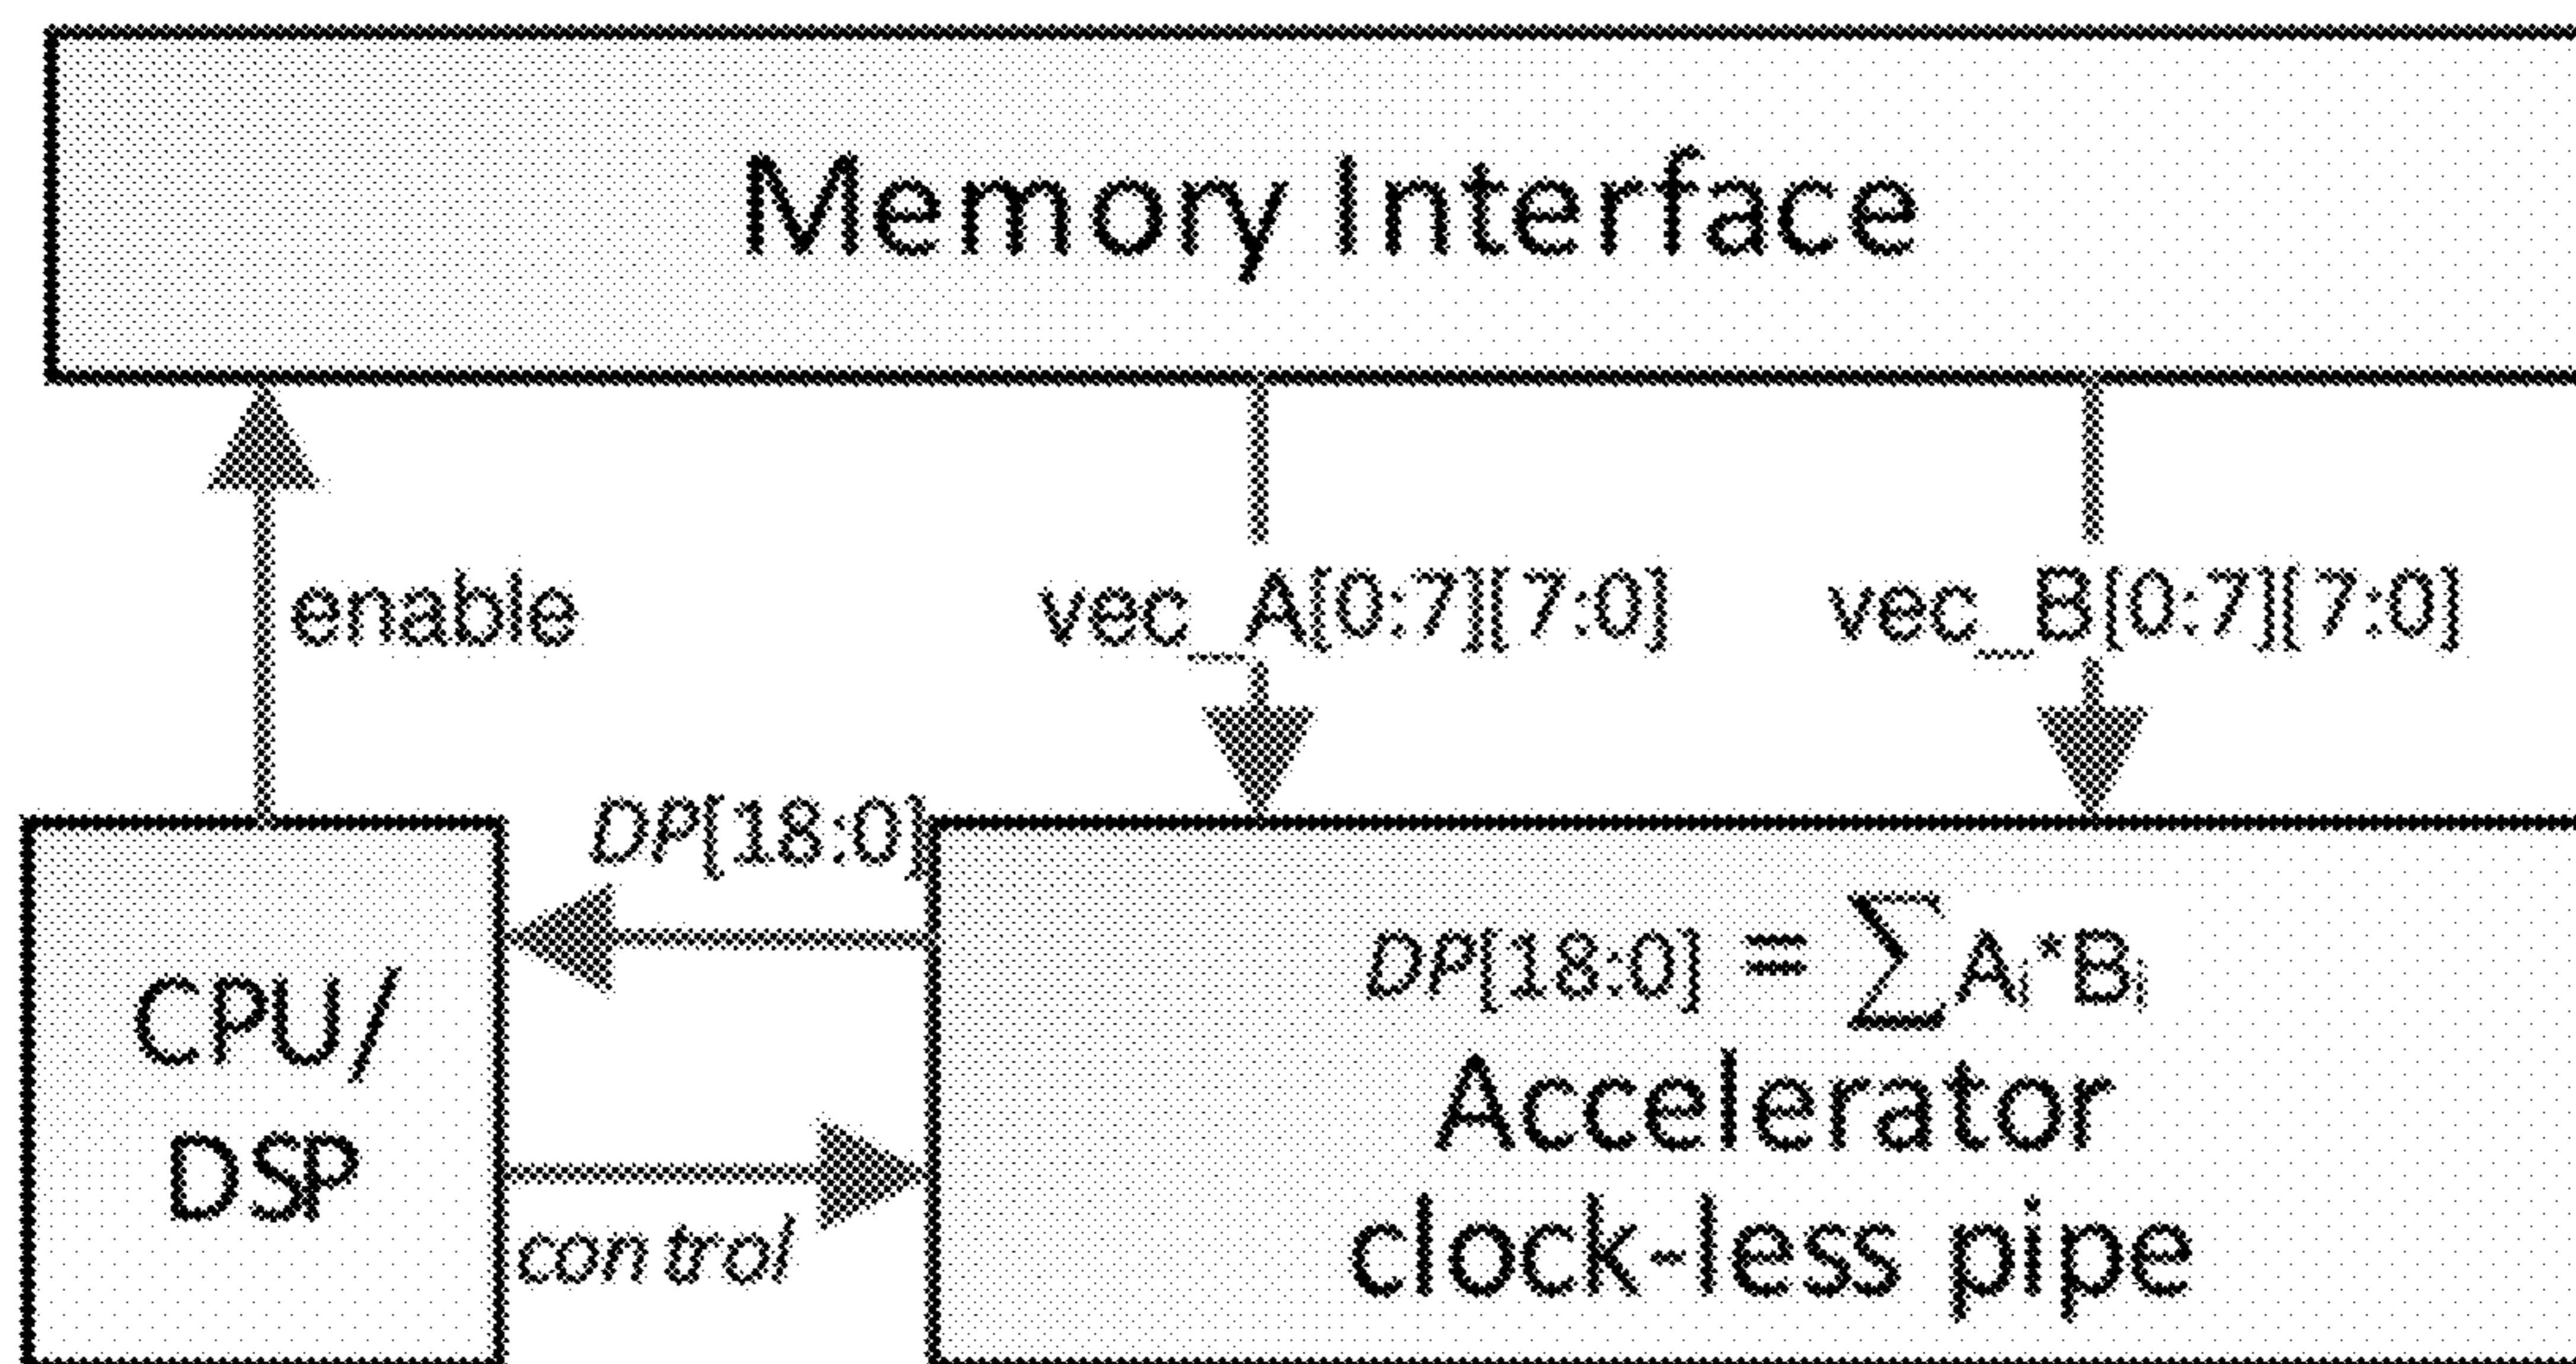 Memory Interface
enable
vec_A[0:7][7:0]
vec_B[0:7][7:0]
DP[18:0]
CPU/
DSP
control
DP[18:0] = ∑Aᵢ*Bᵢ
Accelerator
clock-less pipe